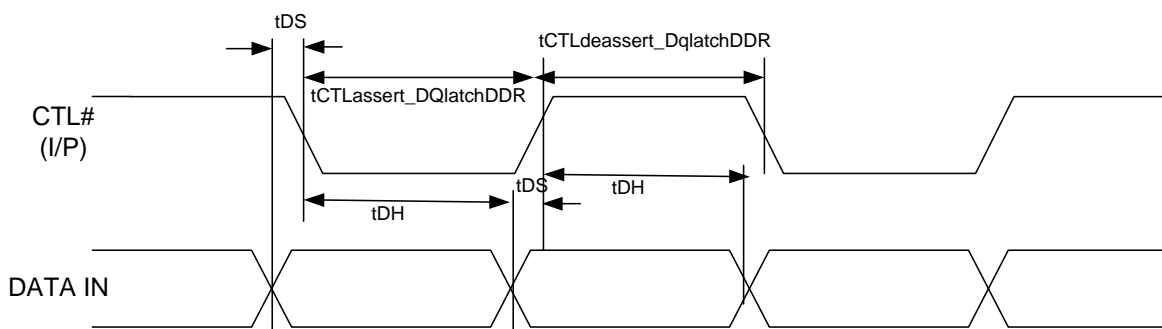 tDS
tCTLdeassert_DqlatchDDR
tCTLassert_DQlatchDDR
CTL#
(I/P)
tDS
tDH
tDH
DATA IN